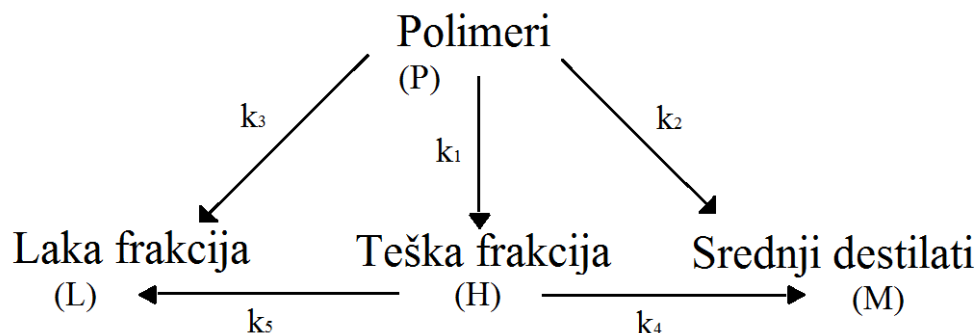 Polimeri
(P)
k₃
k₂
k₁
Laka frakcija
Teška frakcija
Srednji destilati
(L)
(H)
(M)
k₅
k₄